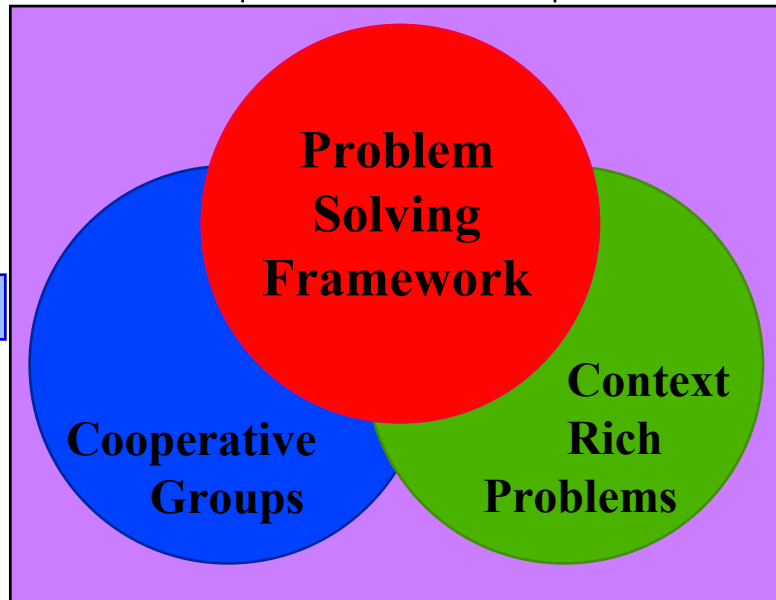 Problem
Solving
Framework
Context
Rich
Problems
Cooperative
Groups